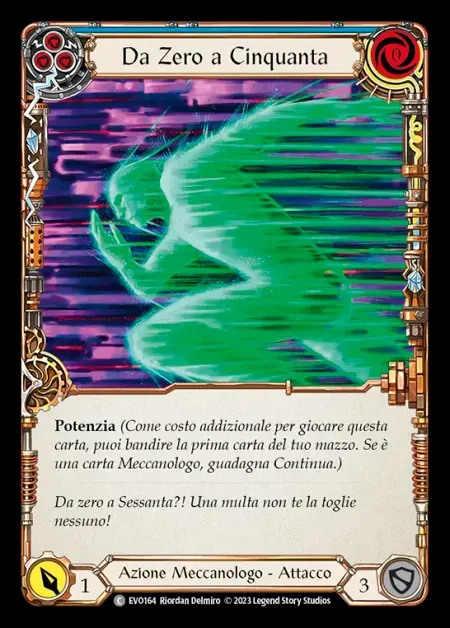 Da Zero a Cinquanta
0
Potenzia (Come costo addizionale per giocare questa
carta, puoi bandire la prima carta del tuo mazzo. Se è
una carta Meccanologo, guadagna Continua.)
Da zero a Sessanta?! Una multa non te la toglie
nessuno!
1
Azione Meccanologo - Attacco
3
C EVO164 Riordan Delmiro © 2023 Legend Story Studios